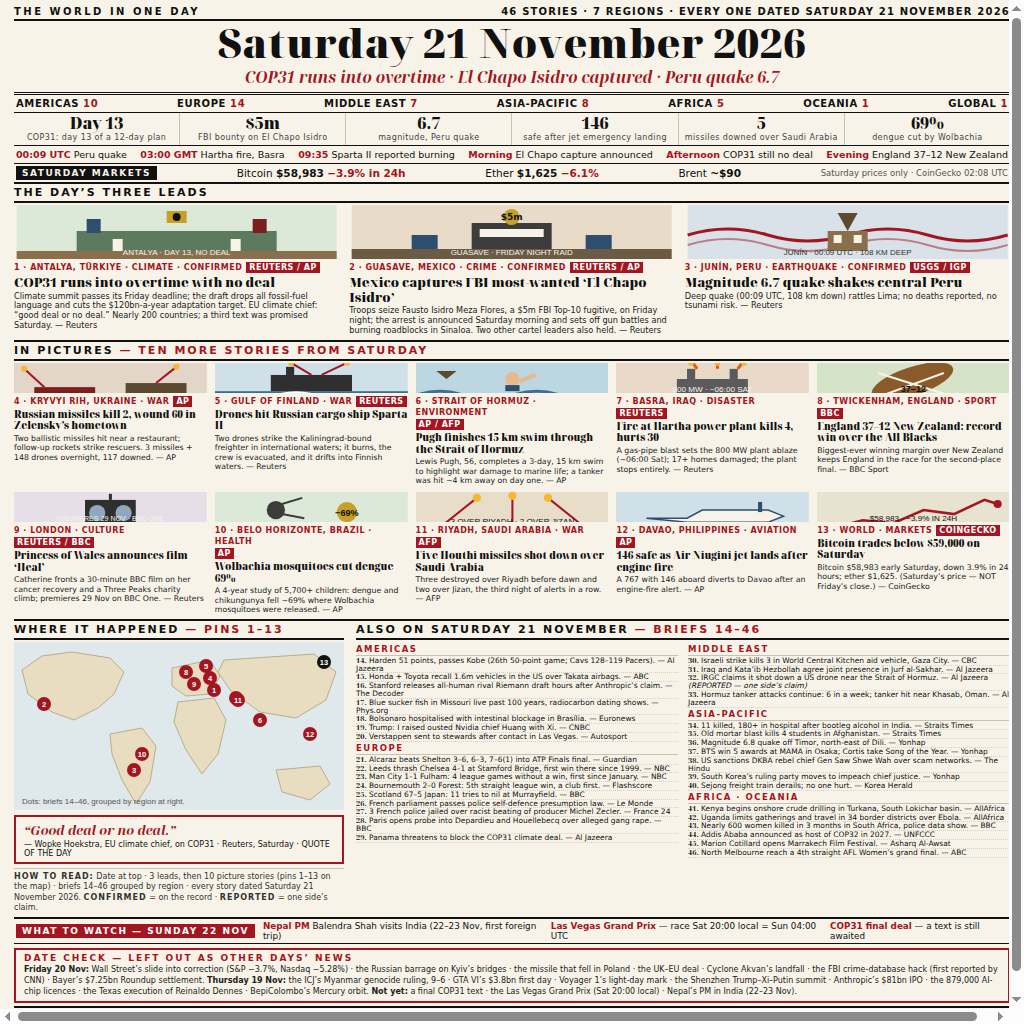 THE WORLD IN ONE DAY
46 STORIES · 7 REGIONS · EVERY ONE DATED SATURDAY 21 NOVEMBER 2026
Saturday 21 November 2026
COP31 runs into overtime · El Chapo Isidro captured · Peru quake 6.7
AMERICAS 10 EUROPE 14 MIDDLE EAST 7 ASIA-PACIFIC 8 AFRICA 5 OCEANIA 1 GLOBAL 1
Day 13
COP31: day 13 of a 12-day plan
$5m
FBI bounty on El Chapo Isidro
6.7
magnitude, Peru quake
146
safe after jet emergency landing
5
missiles downed over Saudi Arabia
69%
dengue cut by Wolbachia
00:09 UTC Peru quake 03:00 GMT Hartha fire, Basra 09:35 Sparta II reported burning Morning El Chapo capture announced Afternoon COP31 still no deal Evening England 37–12 New Zealand
SATURDAY MARKETS Bitcoin $58,983 −3.9% in 24h Ether $1,625 −6.1% Brent ~$90 Saturday prices only · CoinGecko 02:08 UTC
THE DAY'S THREE LEADS
ANTALYA · DAY 13, NO DEAL
1 · ANTALYA, TÜRKIYE · CLIMATE · CONFIRMED REUTERS / AP
COP31 runs into overtime with no deal
Climate summit passes its Friday deadline; the draft drops all fossil-fuel
language and cuts the $120bn-a-year adaptation target. EU climate chief:
“good deal or no deal.” Nearly 200 countries; a third text was promised
Saturday. — Reuters
$5m
GUASAVE · FRIDAY NIGHT RAID
2 · GUASAVE, MEXICO · CRIME · CONFIRMED REUTERS / AP
Mexico captures FBI most-wanted ‘El Chapo
Isidro’
Troops seize Fausto Isidro Meza Flores, a $5m FBI Top-10 fugitive, on Friday
night; the arrest is announced Saturday morning and sets off gun battles and
burning roadblocks in Sinaloa. Two other cartel leaders also held. — Reuters
JUNÍN · 00:09 UTC · 108 KM DEEP
3 · JUNÍN, PERU · EARTHQUAKE · CONFIRMED USGS / IGP
Magnitude 6.7 quake shakes central Peru
Deep quake (00:09 UTC, 108 km down) rattles Lima; no deaths reported, no
tsunami risk. — Reuters
IN PICTURES — TEN MORE STORIES FROM SATURDAY
4 · KRYVYI RIH, UKRAINE · WAR AP
Russian missiles kill 2, wound 60 in
Zelensky's hometown
Two ballistic missiles hit near a restaurant;
follow-up rockets strike rescuers. 3 missiles +
148 drones overnight, 117 downed. — AP
5 · GULF OF FINLAND · WAR REUTERS
Drones hit Russian cargo ship Sparta
II
Two drones strike the Kaliningrad-bound
freighter in international waters; it burns, the
crew is evacuated, and it drifts into Finnish
waters. — Reuters
6 · STRAIT OF HORMUZ ·
ENVIRONMENT
AP / AFP
Pugh finishes 15 km swim through
the Strait of Hormuz
Lewis Pugh, 56, completes a 3-day, 15 km swim
to highlight war damage to marine life; a tanker
was hit ~4 km away on day one. — AP
00 MW · ~06:00 SA
7 · BASRA, IRAQ · DISASTER
REUTERS
Fire at Hartha power plant kills 4,
hurts 30
A gas-pipe blast sets the 800 MW plant ablaze
(~06:00 Sat); 17+ homes damaged; the plant
stops entirely. — Reuters
37–12
8 · TWICKENHAM, ENGLAND · SPORT
BBC
England 37–12 New Zealand: record
win over the All Blacks
Biggest-ever winning margin over New Zealand
keeps England in the race for the second-place
final. — BBC Sport
9 · LONDON · CULTURE
REUTERS / BBC
Princess of Wales announces film
‘Heal’
Catherine fronts a 30-minute BBC film on her
cancer recovery and a Three Peaks charity
climb; premieres 29 Nov on BBC One. — Reuters
−69%
10 · BELO HORIZONTE, BRAZIL ·
HEALTH
AP
Wolbachia mosquitoes cut dengue
69%
A 4-year study of 5,700+ children: dengue and
chikungunya fell ~69% where Wolbachia
mosquitoes were released. — AP
3 OVER RIYADH · 2 OVER JIZAN
11 · RIYADH, SAUDI ARABIA · WAR
AFP
Five Houthi missiles shot down over
Saudi Arabia
Three destroyed over Riyadh before dawn and
two over Jizan, the third night of alerts in a row.
— AFP
12 · DAVAO, PHILIPPINES · AVIATION
AP
146 safe as Air Niugini jet lands after
engine fire
A 767 with 146 aboard diverts to Davao after an
engine-fire alert. — AP
$58,983 · −3.9% IN 24H
13 · WORLD · MARKETS COINGECKO
Bitcoin trades below $59,000 on
Saturday
Bitcoin $58,983 early Saturday, down 3.9% in 24
hours; ether $1,625. (Saturday's price — NOT
Friday's close.) — CoinGecko
WHERE IT HAPPENED — PINS 1–13
13
5
8
4
9
1
2
11
6
12
10
3
Dots: briefs 14–46, grouped by region at right.
“Good deal or no deal.”
— Wopke Hoekstra, EU climate chief, on COP31 · Reuters, Saturday · QUOTE
OF THE DAY
HOW TO READ: Date at top · 3 leads, then 10 picture stories (pins 1–13 on
the map) · briefs 14–46 grouped by region · every story dated Saturday 21
November 2026. CONFIRMED = on the record · REPORTED = one side's
claim.
ALSO ON SATURDAY 21 NOVEMBER — BRIEFS 14–46
AMERICAS
14. Harden 51 points, passes Kobe (26th 50-point game; Cavs 128–119 Pacers). — Al
Jazeera
15. Honda + Toyota recall 1.6m vehicles in the US over Takata airbags. — ABC
16. Stanford releases all-human rival Riemann draft hours after Anthropic's claim. —
The Decoder
17. Blue sucker fish in Missouri live past 100 years, radiocarbon dating shows. —
Phys.org
18. Bolsonaro hospitalised with intestinal blockage in Brasília. — Euronews
19. Trump: I raised ousted Nvidia chief Huang with Xi. — CNBC
20. Verstappen sent to stewards after contact in Las Vegas. — Autosport
EUROPE
21. Alcaraz beats Shelton 3–6, 6–3, 7–6(1) into ATP Finals final. — Guardian
22. Leeds thrash Chelsea 4–1 at Stamford Bridge, first win there since 1999. — NBC
23. Man City 1–1 Fulham: 4 league games without a win, first since January. — NBC
24. Bournemouth 2–0 Forest: 5th straight league win, a club first. — Flashscore
25. Scotland 67–5 Japan: 11 tries to nil at Murrayfield. — BBC
26. French parliament passes police self-defence presumption law. — Le Monde
27. 3 French police jailed over racist beating of producer Michel Zecler. — France 24
28. Paris opens probe into Depardieu and Houellebecq over alleged gang rape. —
BBC
29. Panama threatens to block the COP31 climate deal. — Al Jazeera
MIDDLE EAST
30. Israeli strike kills 3 in World Central Kitchen aid vehicle, Gaza City. — CBC
31. Iraq and Kata'ib Hezbollah agree joint presence in Jurf al-Sakhar. — Al Jazeera
32. IRGC claims it shot down a US drone near the Strait of Hormuz. — Al Jazeera
(REPORTED — one side's claim)
33. Hormuz tanker attacks continue: 6 in a week; tanker hit near Khasab, Oman. — Al
Jazeera
ASIA-PACIFIC
34. 11 killed, 180+ in hospital after bootleg alcohol in India. — Straits Times
35. Old mortar blast kills 4 students in Afghanistan. — Straits Times
36. Magnitude 6.8 quake off Timor, north-east of Dili. — Yonhap
37. BTS win 5 awards at MAMA in Osaka; Cortis take Song of the Year. — Yonhap
38. US sanctions DKBA rebel chief Gen Saw Shwe Wah over scam networks. — The
Hindu
39. South Korea's ruling party moves to impeach chief justice. — Yonhap
40. Sejong freight train derails; no one hurt. — Korea Herald
AFRICA · OCEANIA
41. Kenya begins onshore crude drilling in Turkana, South Lokichar basin. — AllAfrica
42. Uganda limits gatherings and travel in 34 border districts over Ebola. — AllAfrica
43. Nearly 600 women killed in 3 months in South Africa, police data show. — BBC
44. Addis Ababa announced as host of COP32 in 2027. — UNFCCC
45. Marion Cotillard opens Marrakech Film Festival. — Asharq Al-Awsat
46. North Melbourne reach a 4th straight AFL Women's grand final. — ABC
WHAT TO WATCH — SUNDAY 22 NOV
Nepal PM Balendra Shah visits India (22–23 Nov, first foreign
trip)
Las Vegas Grand Prix — race Sat 20:00 local = Sun 04:00
UTC
COP31 final deal — a text is still
awaited
DATE CHECK — LEFT OUT AS OTHER DAYS' NEWS
Friday 20 Nov: Wall Street's slide into correction (S&P −3.7%, Nasdaq −5.28%) · the Russian barrage on Kyiv's bridges · the missile that fell in Poland · the UK–EU deal · Cyclone Akvan's landfall · the FBI crime-database hack (first reported by
CNN) · Bayer's $7.25bn Roundup settlement. Thursday 19 Nov: the ICJ's Myanmar genocide ruling, 9–6 · GTA VI's $3.8bn first day · Voyager 1's light-day mark · the Shenzhen Trump–Xi–Putin summit · Anthropic's $81bn IPO · the 879,000 AI-
chip licences · the Texas execution of Reinaldo Dennes · BepiColombo's Mercury orbit. Not yet: a final COP31 text · the Las Vegas Grand Prix (Sat 20:00 local) · Nepal's PM in India (22–23 Nov).